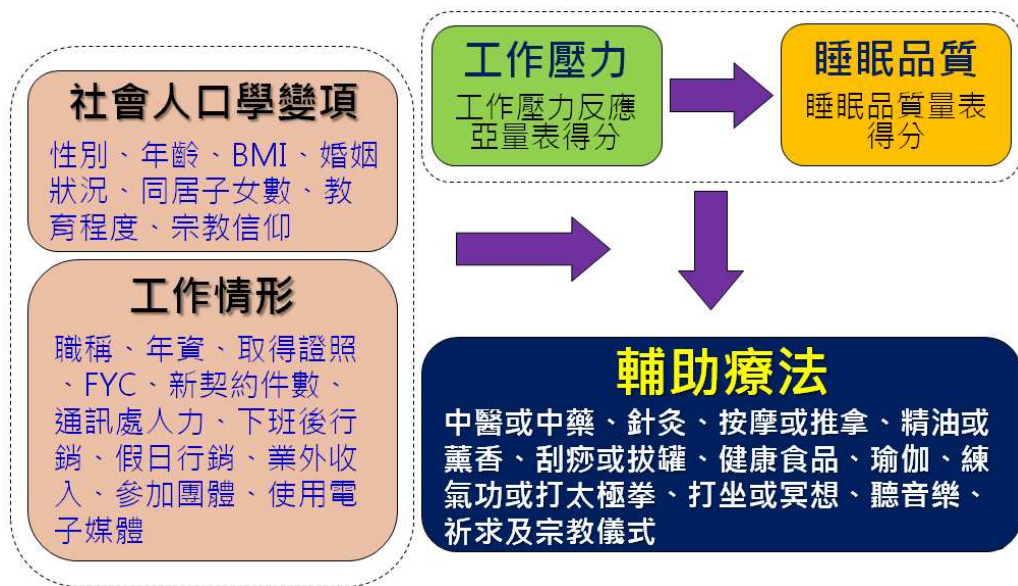 社會人口學變項
性別、年齡、BMI、婚姻
狀況、同居子女數、教
育程度、宗教信仰
工作情形
職稱、年資、取得證照
、FYC、新契約件數、
通訊處人力、下班後行
銷、假日行銷、業外收
入、參加團體、使用電
子媒體
工作壓力
工作壓力反應
亞量表得分
睡眠品質
睡眠品質量表
得分
輔助療法
中醫或中藥、針灸、按摩或推拿、精油或
薰香、刮痧或拔罐、健康食品、瑜伽、練
氣功或打太極拳、打坐或冥想、聽音樂、
祈求及宗教儀式